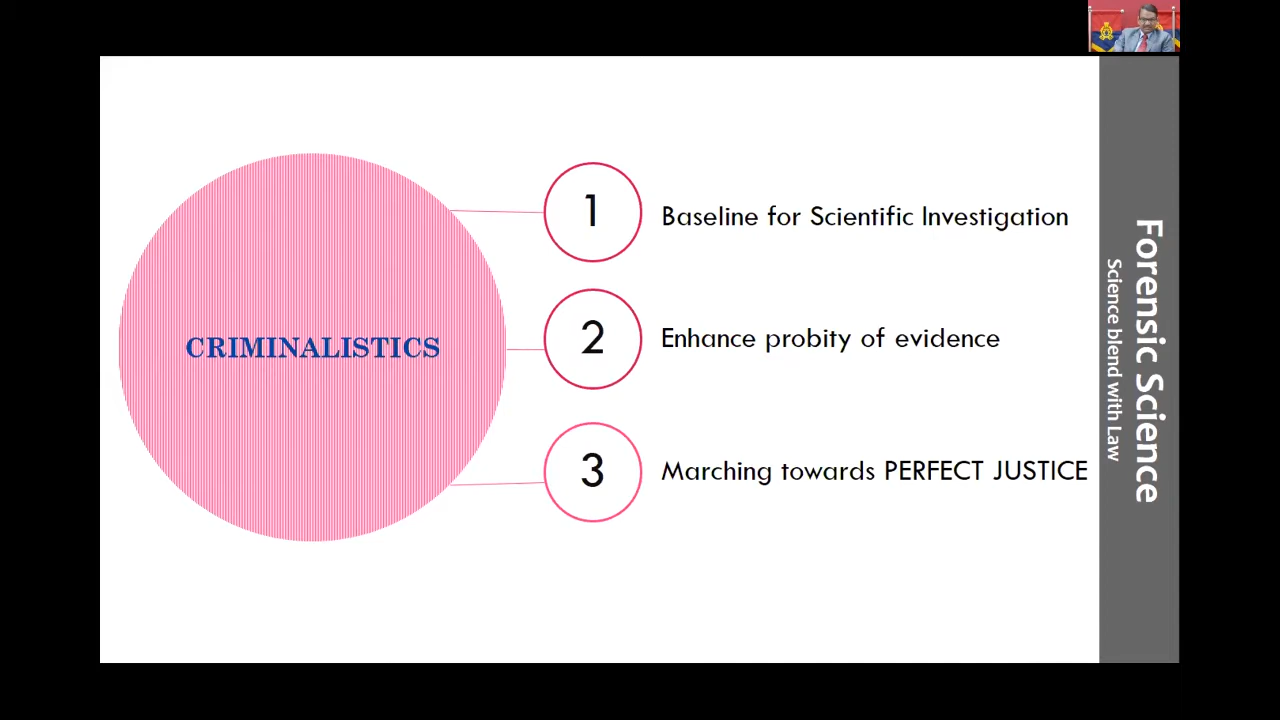 CRIMINALISTICS
1
Baseline for Scientific Investigation
2
Enhance probity of evidence
3
Marching towards PERFECT JUSTICE
Forensic Science
Science blend with Law